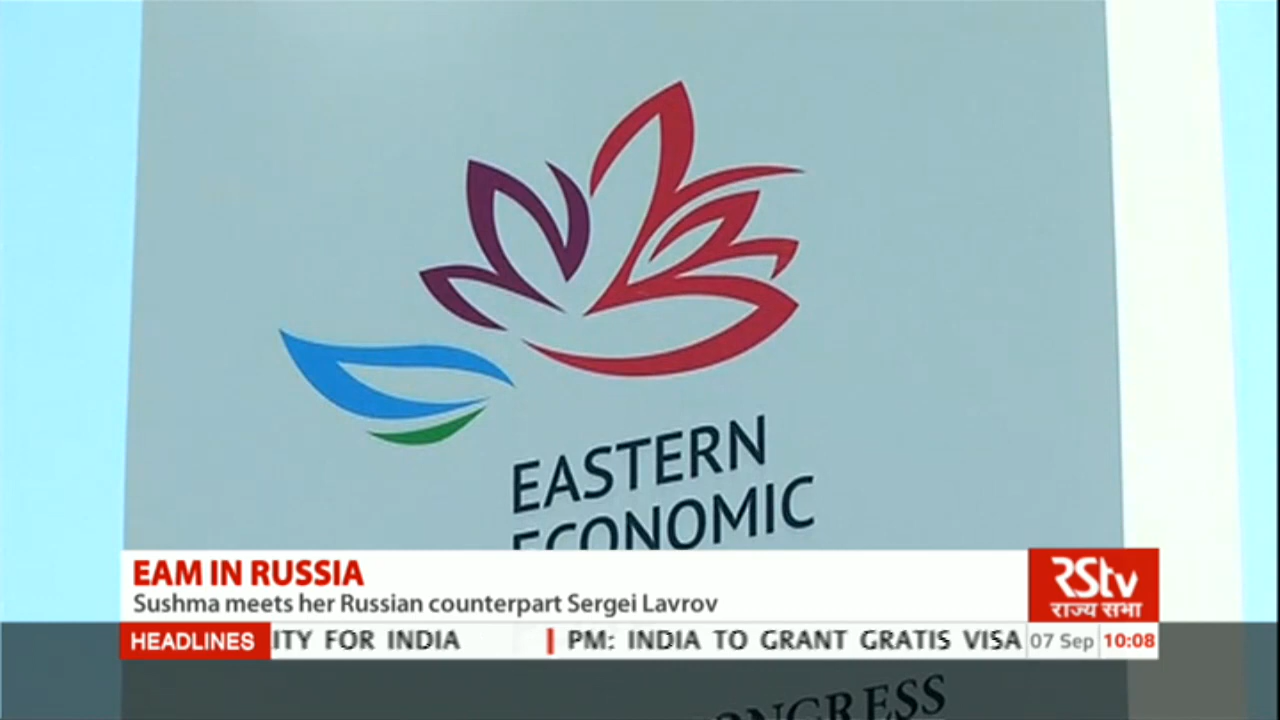 EASTERN
ECONOMIC
EAM IN RUSSIA
Sushma meets her Russian counterpart Sergei Lavrov
RSTV
राज्य सभा
HEADLINES ITY FOR INDIA | PM: INDIA TO GRANT GRATIS VISA 07 Sep 10:08